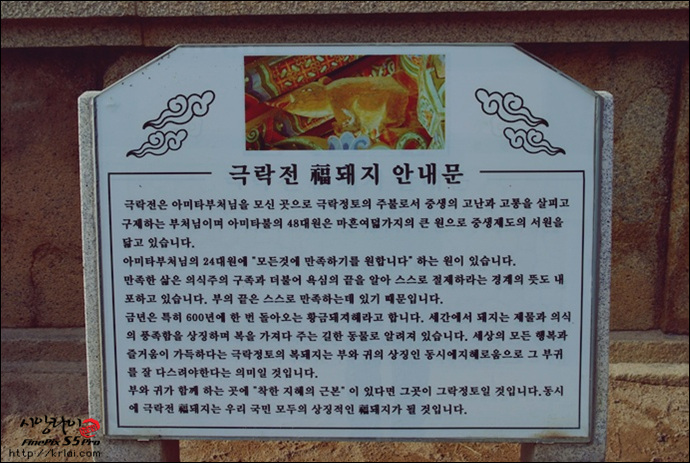 극락전 福돼지 안내문
극락전은 아미타부처님을 모신 곳으로 극락정토의 주불로서 중생의 고난과 고통을 살피고
구제하는 부처님이며 아미타불의 48대원은 마흔여덟가지의 큰 원으로 중생제도의 서원을
담고 있습니다.
아미타부처님의 24대원에 "모든것에 만족하기를 원합니다" 하는 원이 있습니다.
만족한 삶은 의식주의 구족과 더불어 욕심의 끝을 알아 스스로 절제하라는 경계의 뜻도 내
포하고 있습니다. 부의 끝은 스스로 만족하는데 있기 때문입니다.
금년은 특히 600년에 한 번 돌아오는 황금돼지해라고 합니다. 세간에서 돼지는 재물과 의식
의 풍족함을 상징하며 복을 가져다 주는 길한 동물로 알려져 있습니다. 세상의 모든 행복과
즐거움이 가득하다는 극락정토의 복돼지는 부와 귀의 상징인 동시에지혜로움으로 그 부귀
를 잘 다스려야한다는 의미일 것입니다.
부와 귀가 함께 하는 곳에 "착한 지혜의 근본" 이 있다면 그곳이 그락정토일 것입니다.동시
에 극락전 福돼지는 우리 국민 모두의 상징적인 福돼지가 될 것입니다.
FinePix S5Pro
http://krldi.com